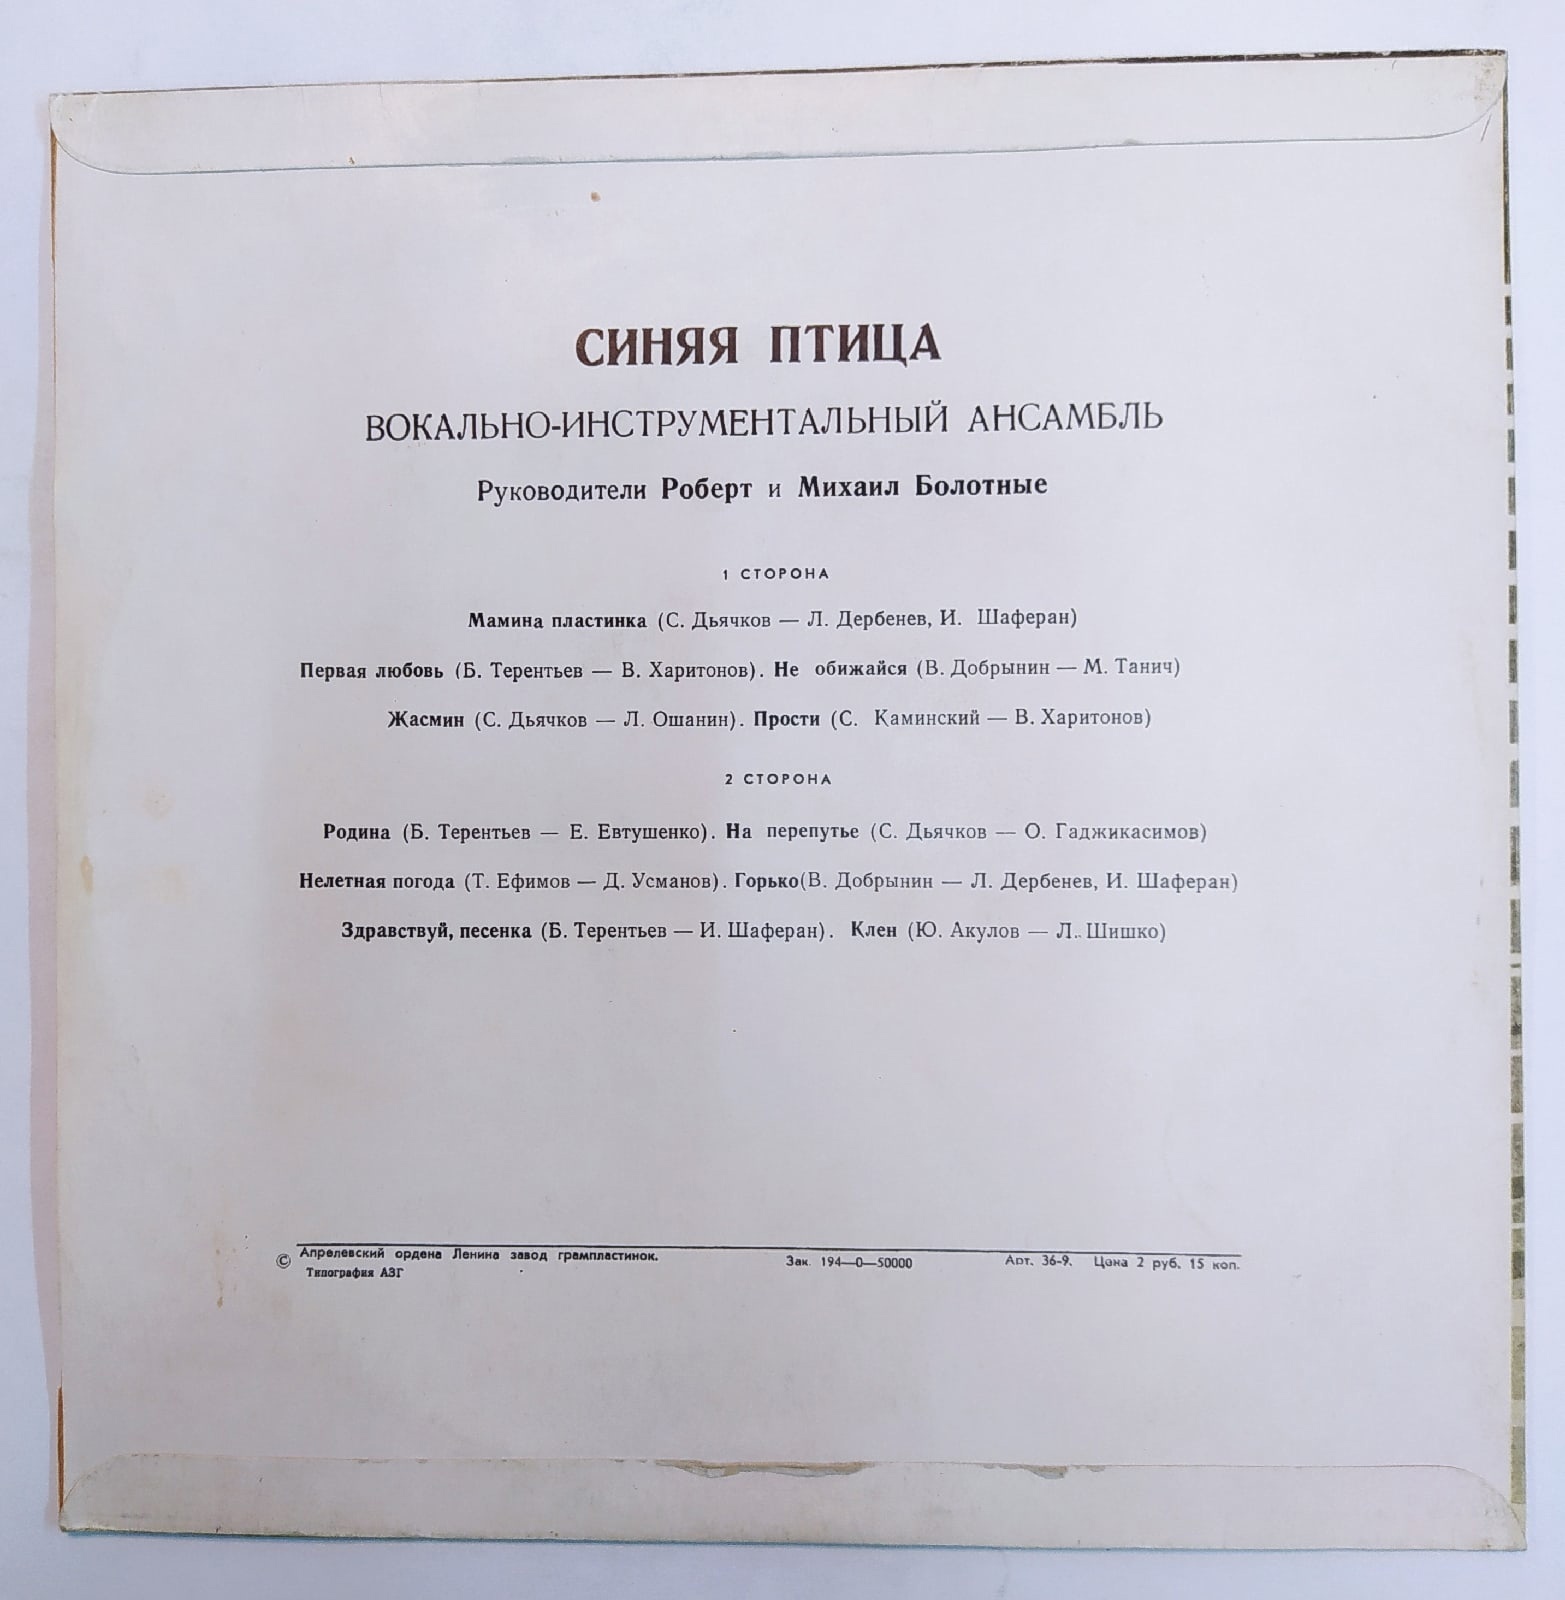 СИНЯЯ ПТИЦА
ВОКАЛЬНО-ИНСТРУМЕНТАЛЬНЫЙ АНСАМБЛЬ
Руководители Роберт и Михаил Болотные
1 СТОРОНА
Мамина пластинка (С. Дьячков — Л. Дербенев, И. Шаферан)
Первая любовь (Б. Терентьев — В. Харитонов). Не обижайся (В. Добрынин — М. Танич)
Жасмин (С. Дьячков — Л. Ошанин). Прости (С. Каминский — В. Харитонов)
2 СТОРОНА
Родина (Б. Терентьев — Е. Евтушенко). На перепутье (С. Дьячков — О. Гаджикасимов)
Нелетная погода (Т. Ефимов — Д. Усманов). Горько(В. Добрынин — Л. Дербенев, И. Шаферан)
Здравствуй, песенка (Б. Терентьев — И. Шаферан). Клен (Ю. Акулов — Л. Шишко)
© Апрелевский ордена Ленина завод грампластинок. Зак. 194—0—50000 Арт. 36-9. Цена 2 руб. 15 коп.
Типография АЗГ